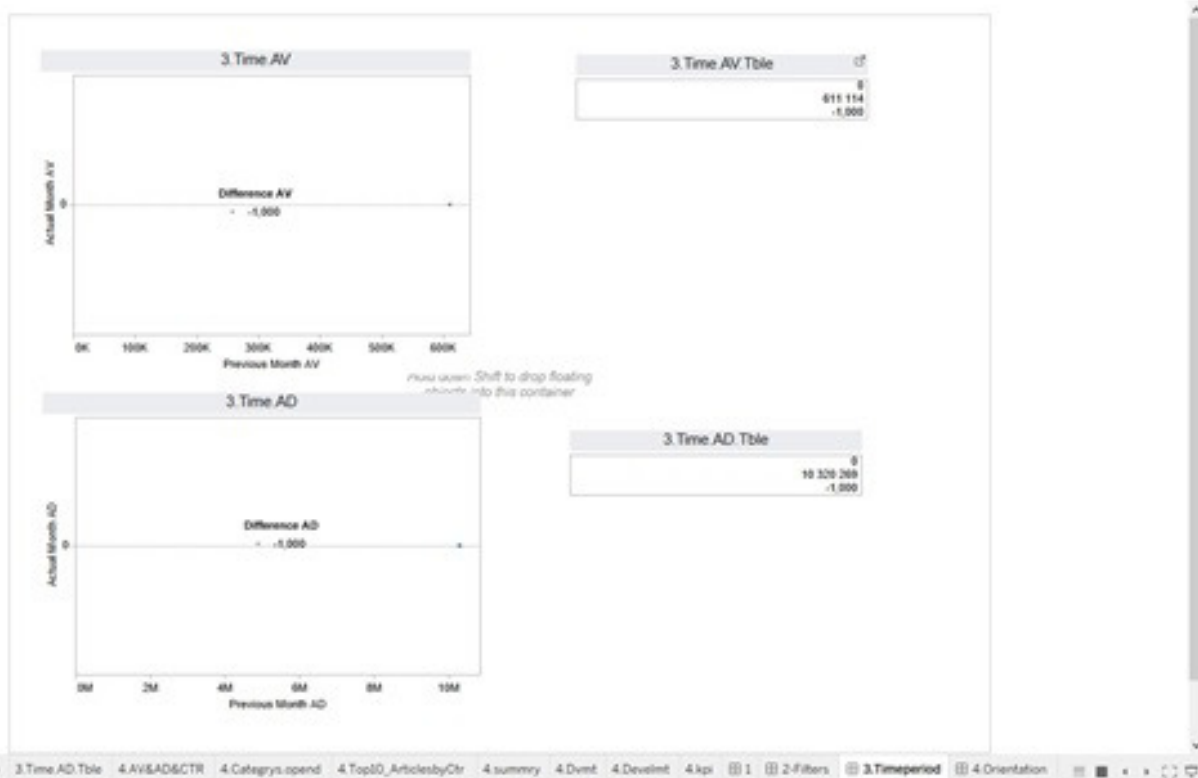 3.Time.AV
3.Time.AV.Tble
0
611 114
-1,000
Actual Month AV
0
Difference AV
-1,000
0K 100K 200K 300K 400K 500K 600K
Previous Month AV
Hold down Shift to drop floating
objects into this container
3.Time.AD
3.Time.AD.Tble
0
10 320 269
-1,000
Actual Month AD
0
Difference AD
-1,000
0M 2M 4M 6M 8M 10M
Previous Month AD
3.Time.AD.Tble 4.AV&AD&CTR 4.Categrys.opend 4.Top10_ArticlesbyCtr 4.summry 4.Dvmt 4.Develmt 4.kpi 1 2-Filters 3.Timeperiod 4.Orientation